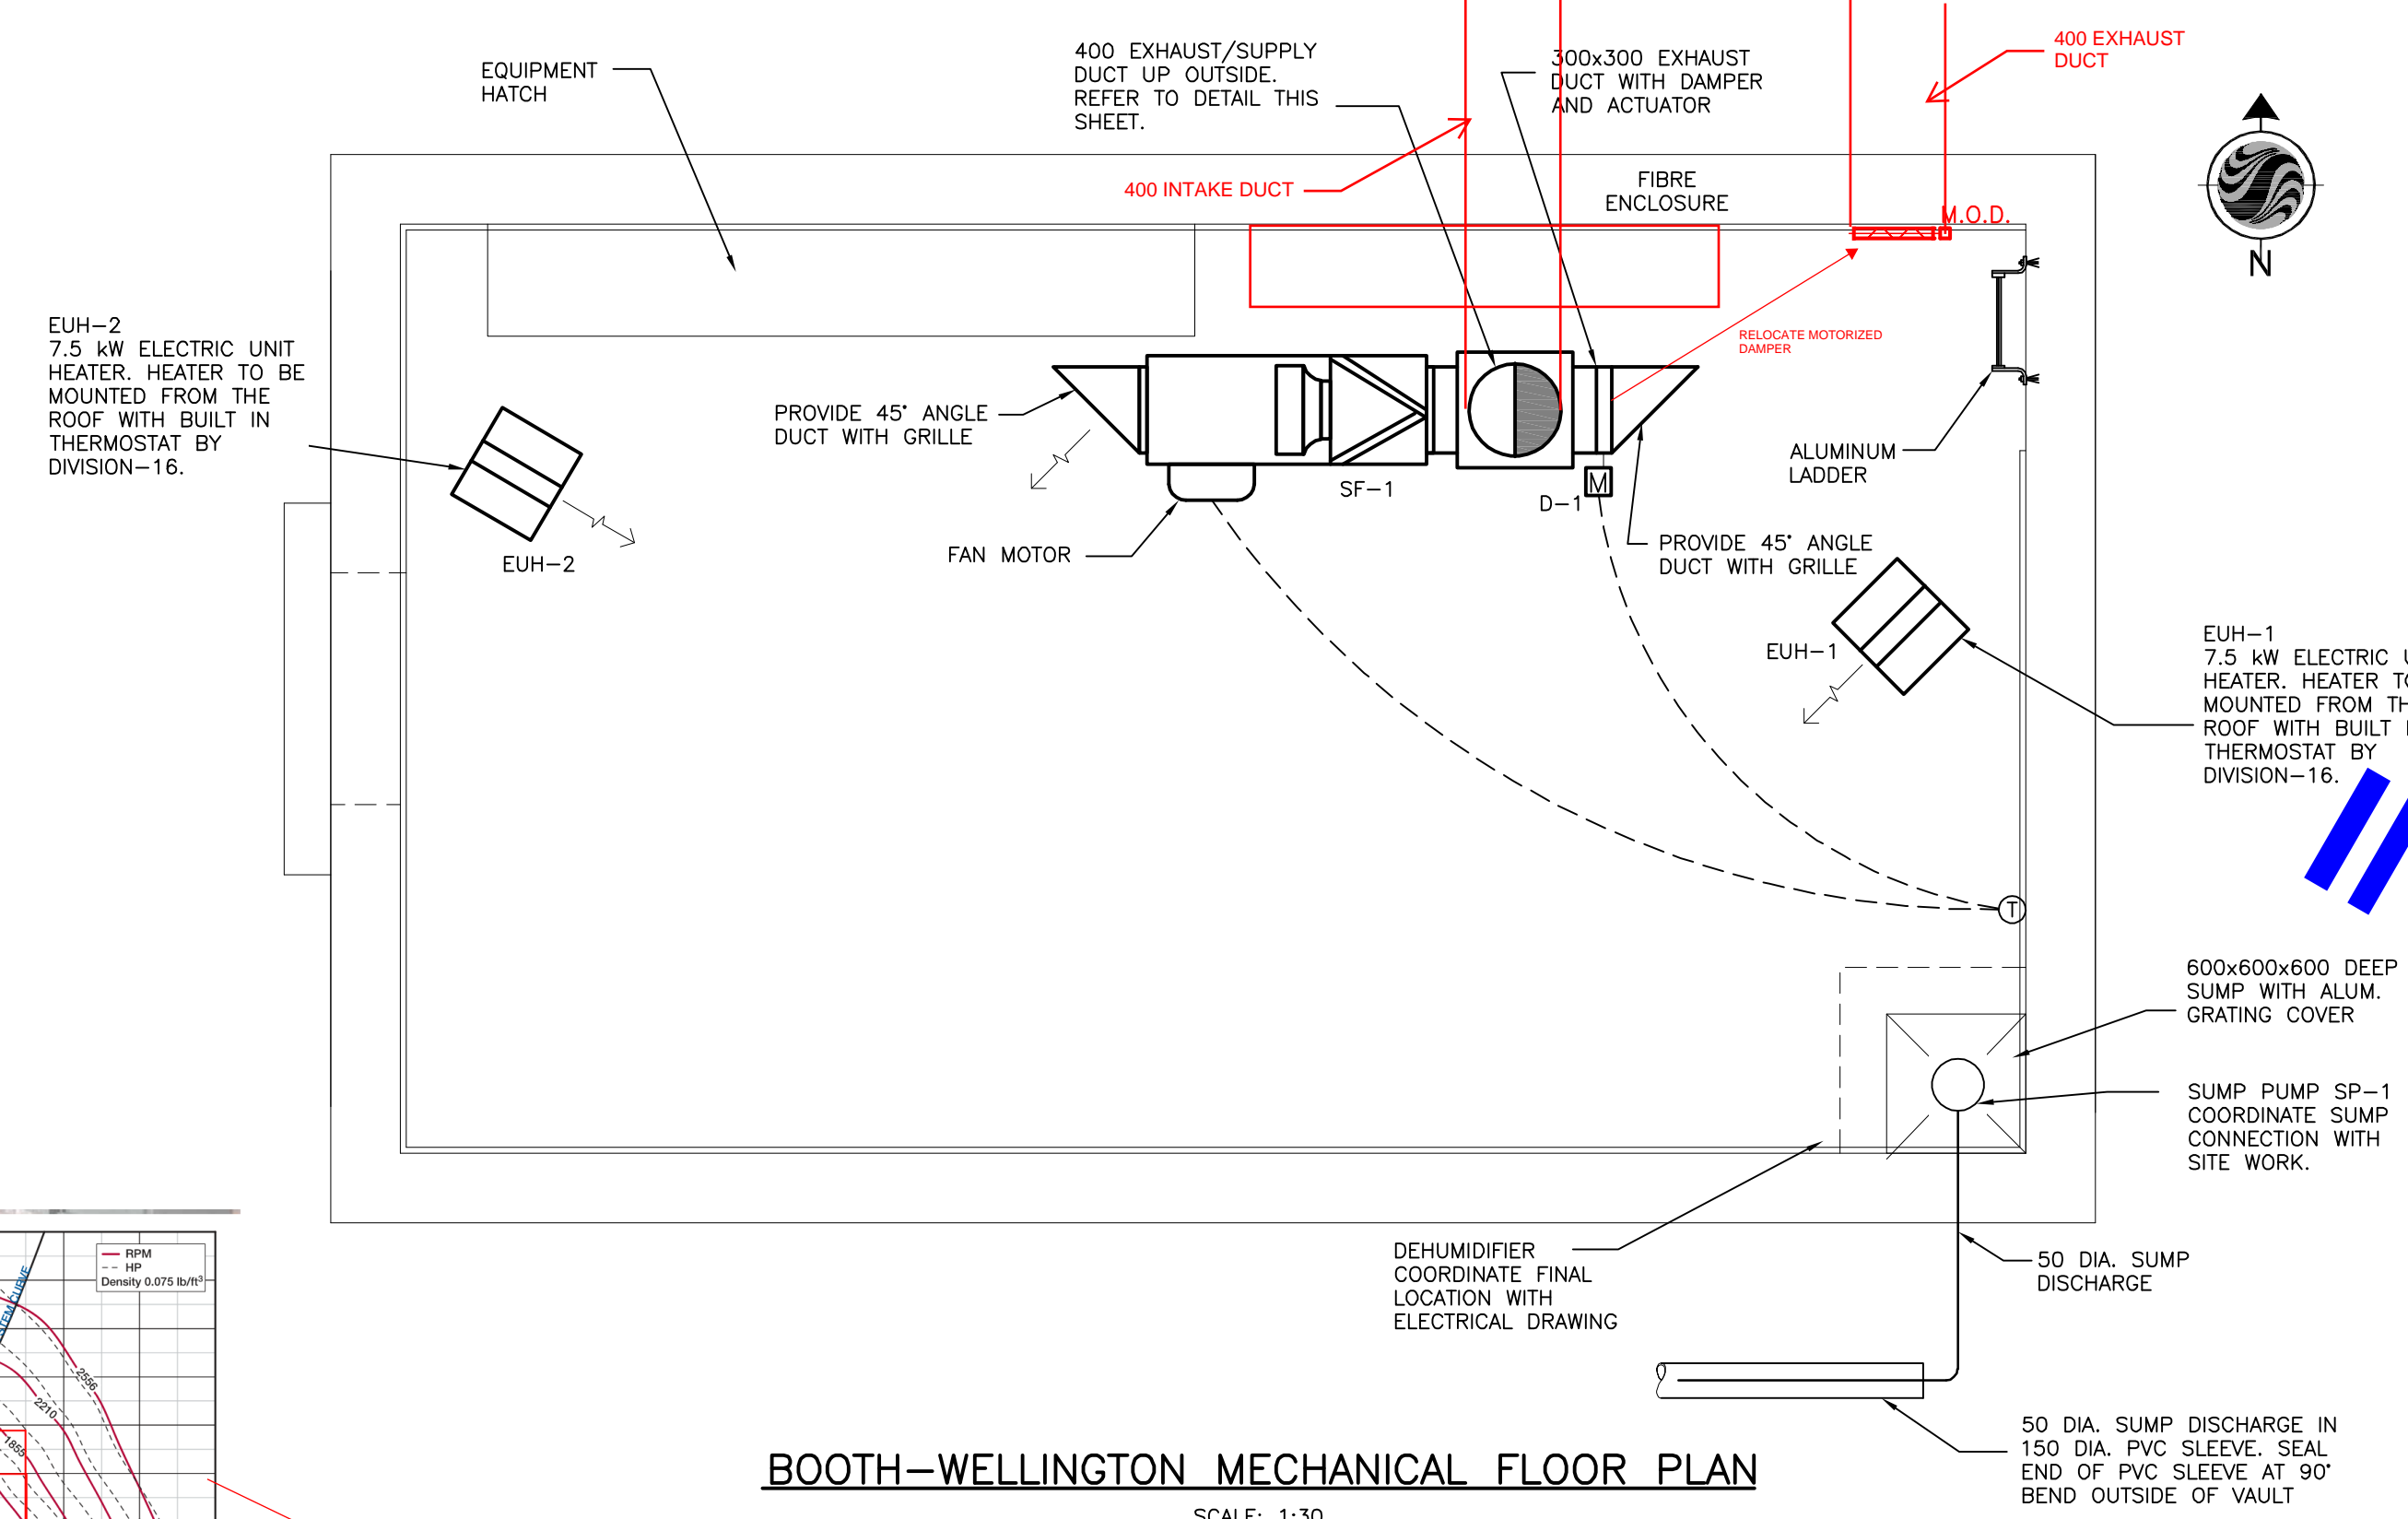 EQUIPMENT
HATCH
400 EXHAUST/SUPPLY
DUCT UP OUTSIDE.
REFER TO DETAIL THIS
SHEET.
300x300 EXHAUST
DUCT WITH DAMPER
AND ACTUATOR
400 EXHAUST
DUCT
400 INTAKE DUCT
FIBRE
ENCLOSURE
M.O.D.
N
RELOCATE MOTORIZED
DAMPER
EUH-2
7.5 kW ELECTRIC UNIT
HEATER. HEATER TO BE
MOUNTED FROM THE
ROOF WITH BUILT IN
THERMOSTAT BY
DIVISION-16.
PROVIDE 45° ANGLE
DUCT WITH GRILLE
ALUMINUM
LADDER
SF-1
M
D-1
FAN MOTOR
EUH-2
PROVIDE 45° ANGLE
DUCT WITH GRILLE
EUH-1
EUH-1
7.5 kW ELECTRIC
HEATER. HEATER
MOUNTED FROM
ROOF WITH BUILT
THERMOSTAT BY
DIVISION-16.
T
600x600x600 DEEP
SUMP WITH ALUM.
GRATING COVER
SUMP PUMP SP-1
COORDINATE SUMP
CONNECTION WITH
SITE WORK.
DEHUMIDIFIER
COORDINATE FINAL
LOCATION WITH
ELECTRICAL DRAWING
50 DIA. SUMP
DISCHARGE
50 DIA. SUMP DISCHARGE IN
150 DIA. PVC SLEEVE. SEAL
END OF PVC SLEEVE AT 90°
BEND OUTSIDE OF VAULT
RPM
HP
Density 0.075 lb/ft³
CURVE
2556
2210
1855
BOOTH-WELLINGTON MECHANICAL FLOOR PLAN
SCALE: 1:30